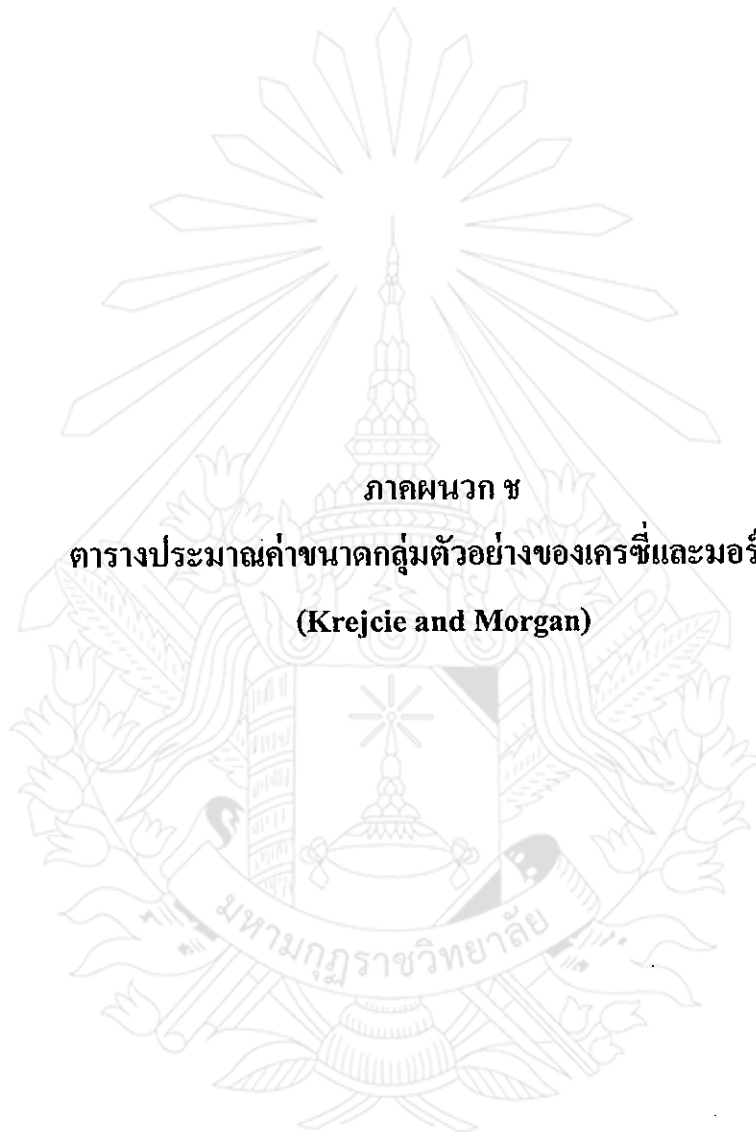 ภาคผนวก ช
ตารางประมาณค่าขนาดกลุ่มตัวอย่างของเครซี่และมอร์
(Krejcie and Morgan)
มหามกุฏราชวิทยาลัย